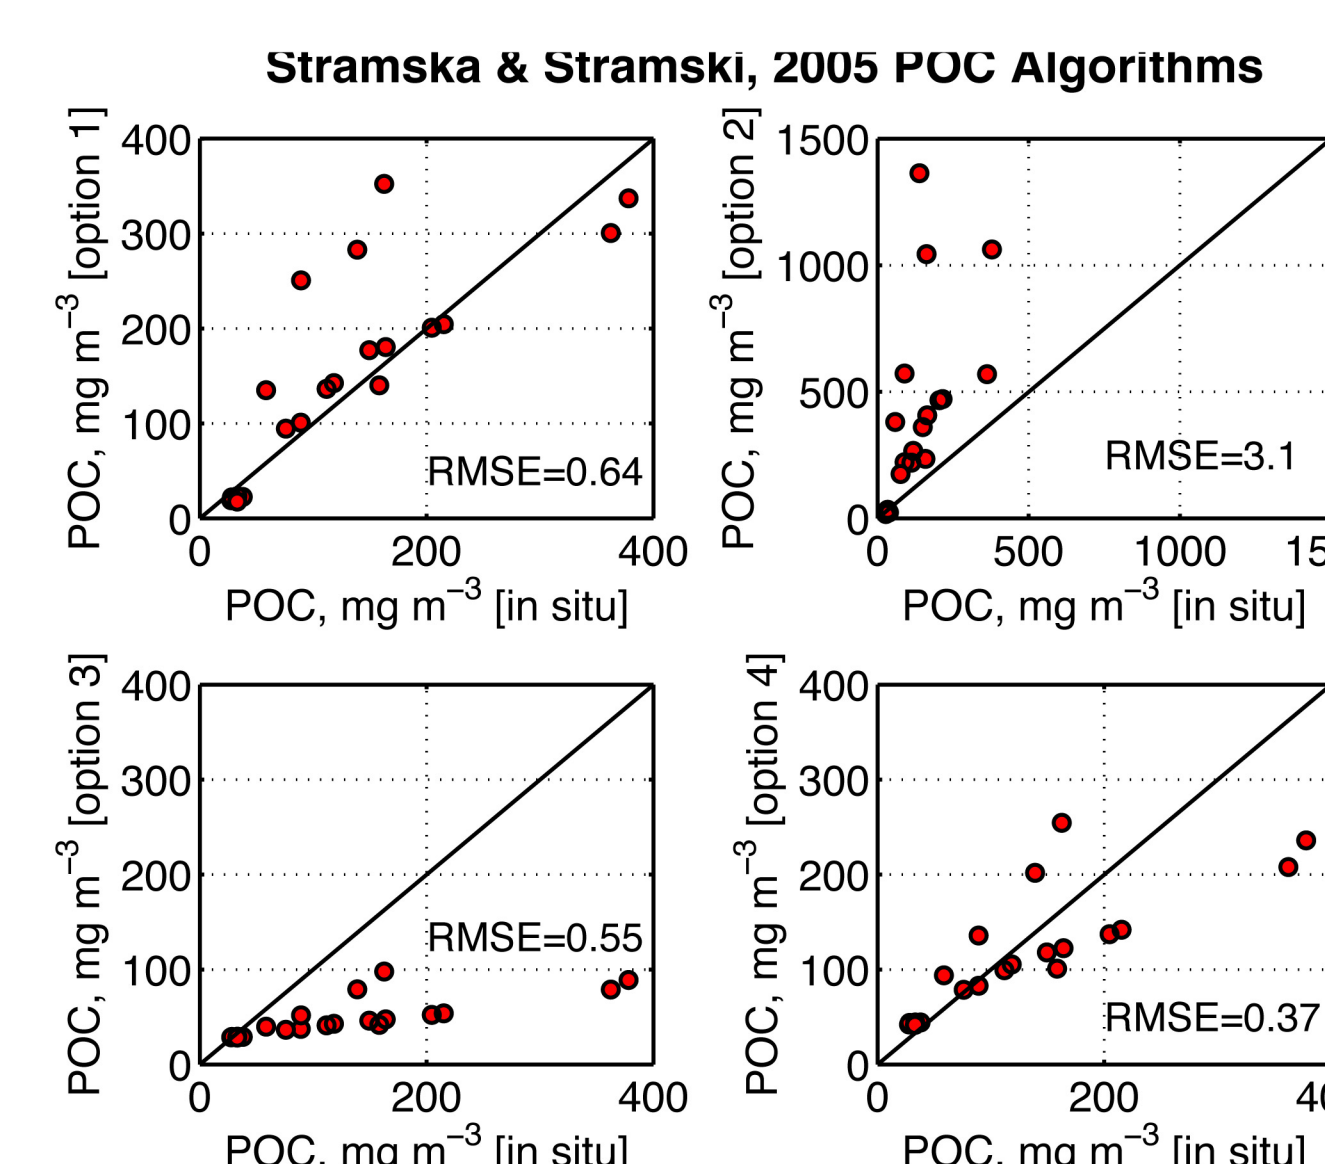 Stramska & Stramski, 2005 POC Algorithms
POC, mg m−3 [option 1]
400
300
200
100
0
RMSE=0.64
0 200 400
POC, mg m−3 [in situ]
POC, mg m−3 [option 2]
1500
1000
500
0
RMSE=3.1
0 500 1000 15
POC, mg m−3 [in situ]
POC, mg m−3 [option 3]
400
300
200
100
0
RMSE=0.55
0 200 400
POC, mg m−3 [in situ]
POC, mg m−3 [option 4]
400
300
200
100
0
RMSE=0.37
0 200 40
POC, mg m−3 [in situ]